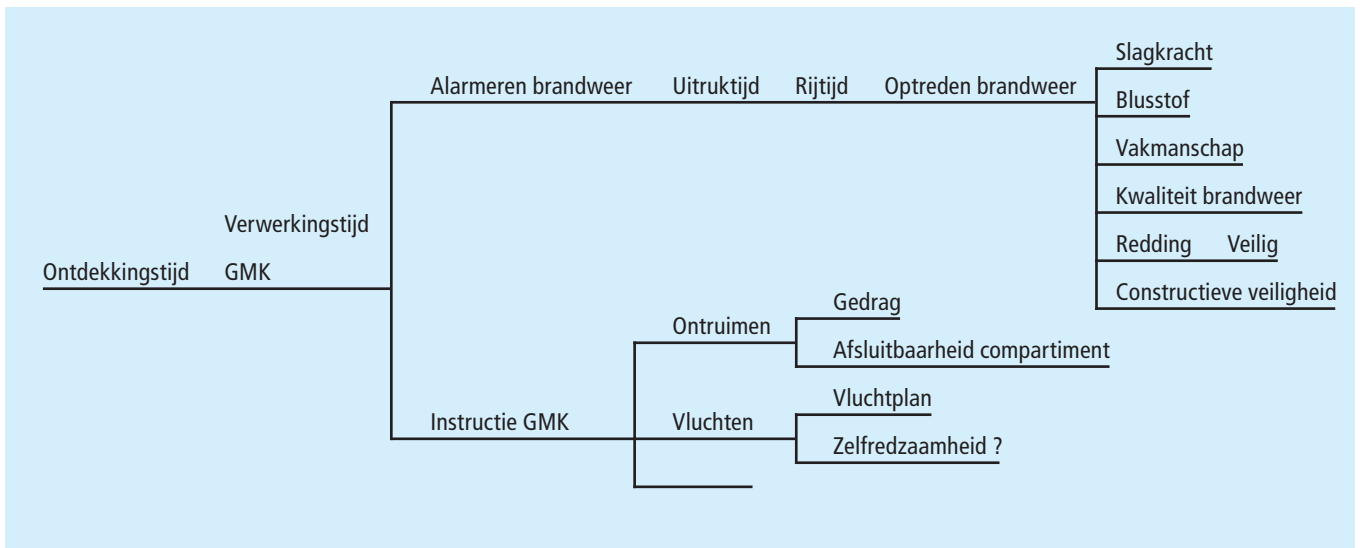 Slagkracht
Alarmeren brandweer Uitruktijd Rijtijd Optreden brandweer
Blusstof
Vakmanschap
Kwaliteit brandweer
Verwerkingstijd
Redding Veilig
Ontdekkingstijd GMK
Constructieve veiligheid
Gedrag
Ontruimen
Afsluitbaarheid compartiment
Vluchtplan
Instructie GMK Vluchten
Zelfredzaamheid ?